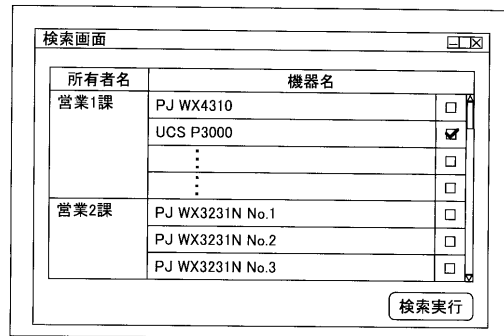 検索画面
所有者名 機器名
営業1課 PJ WX4310
UCS P3000
⋮
⋮
営業2課 PJ WX3231N No.1
PJ WX3231N No.2
PJ WX3231N No.3
検索実行